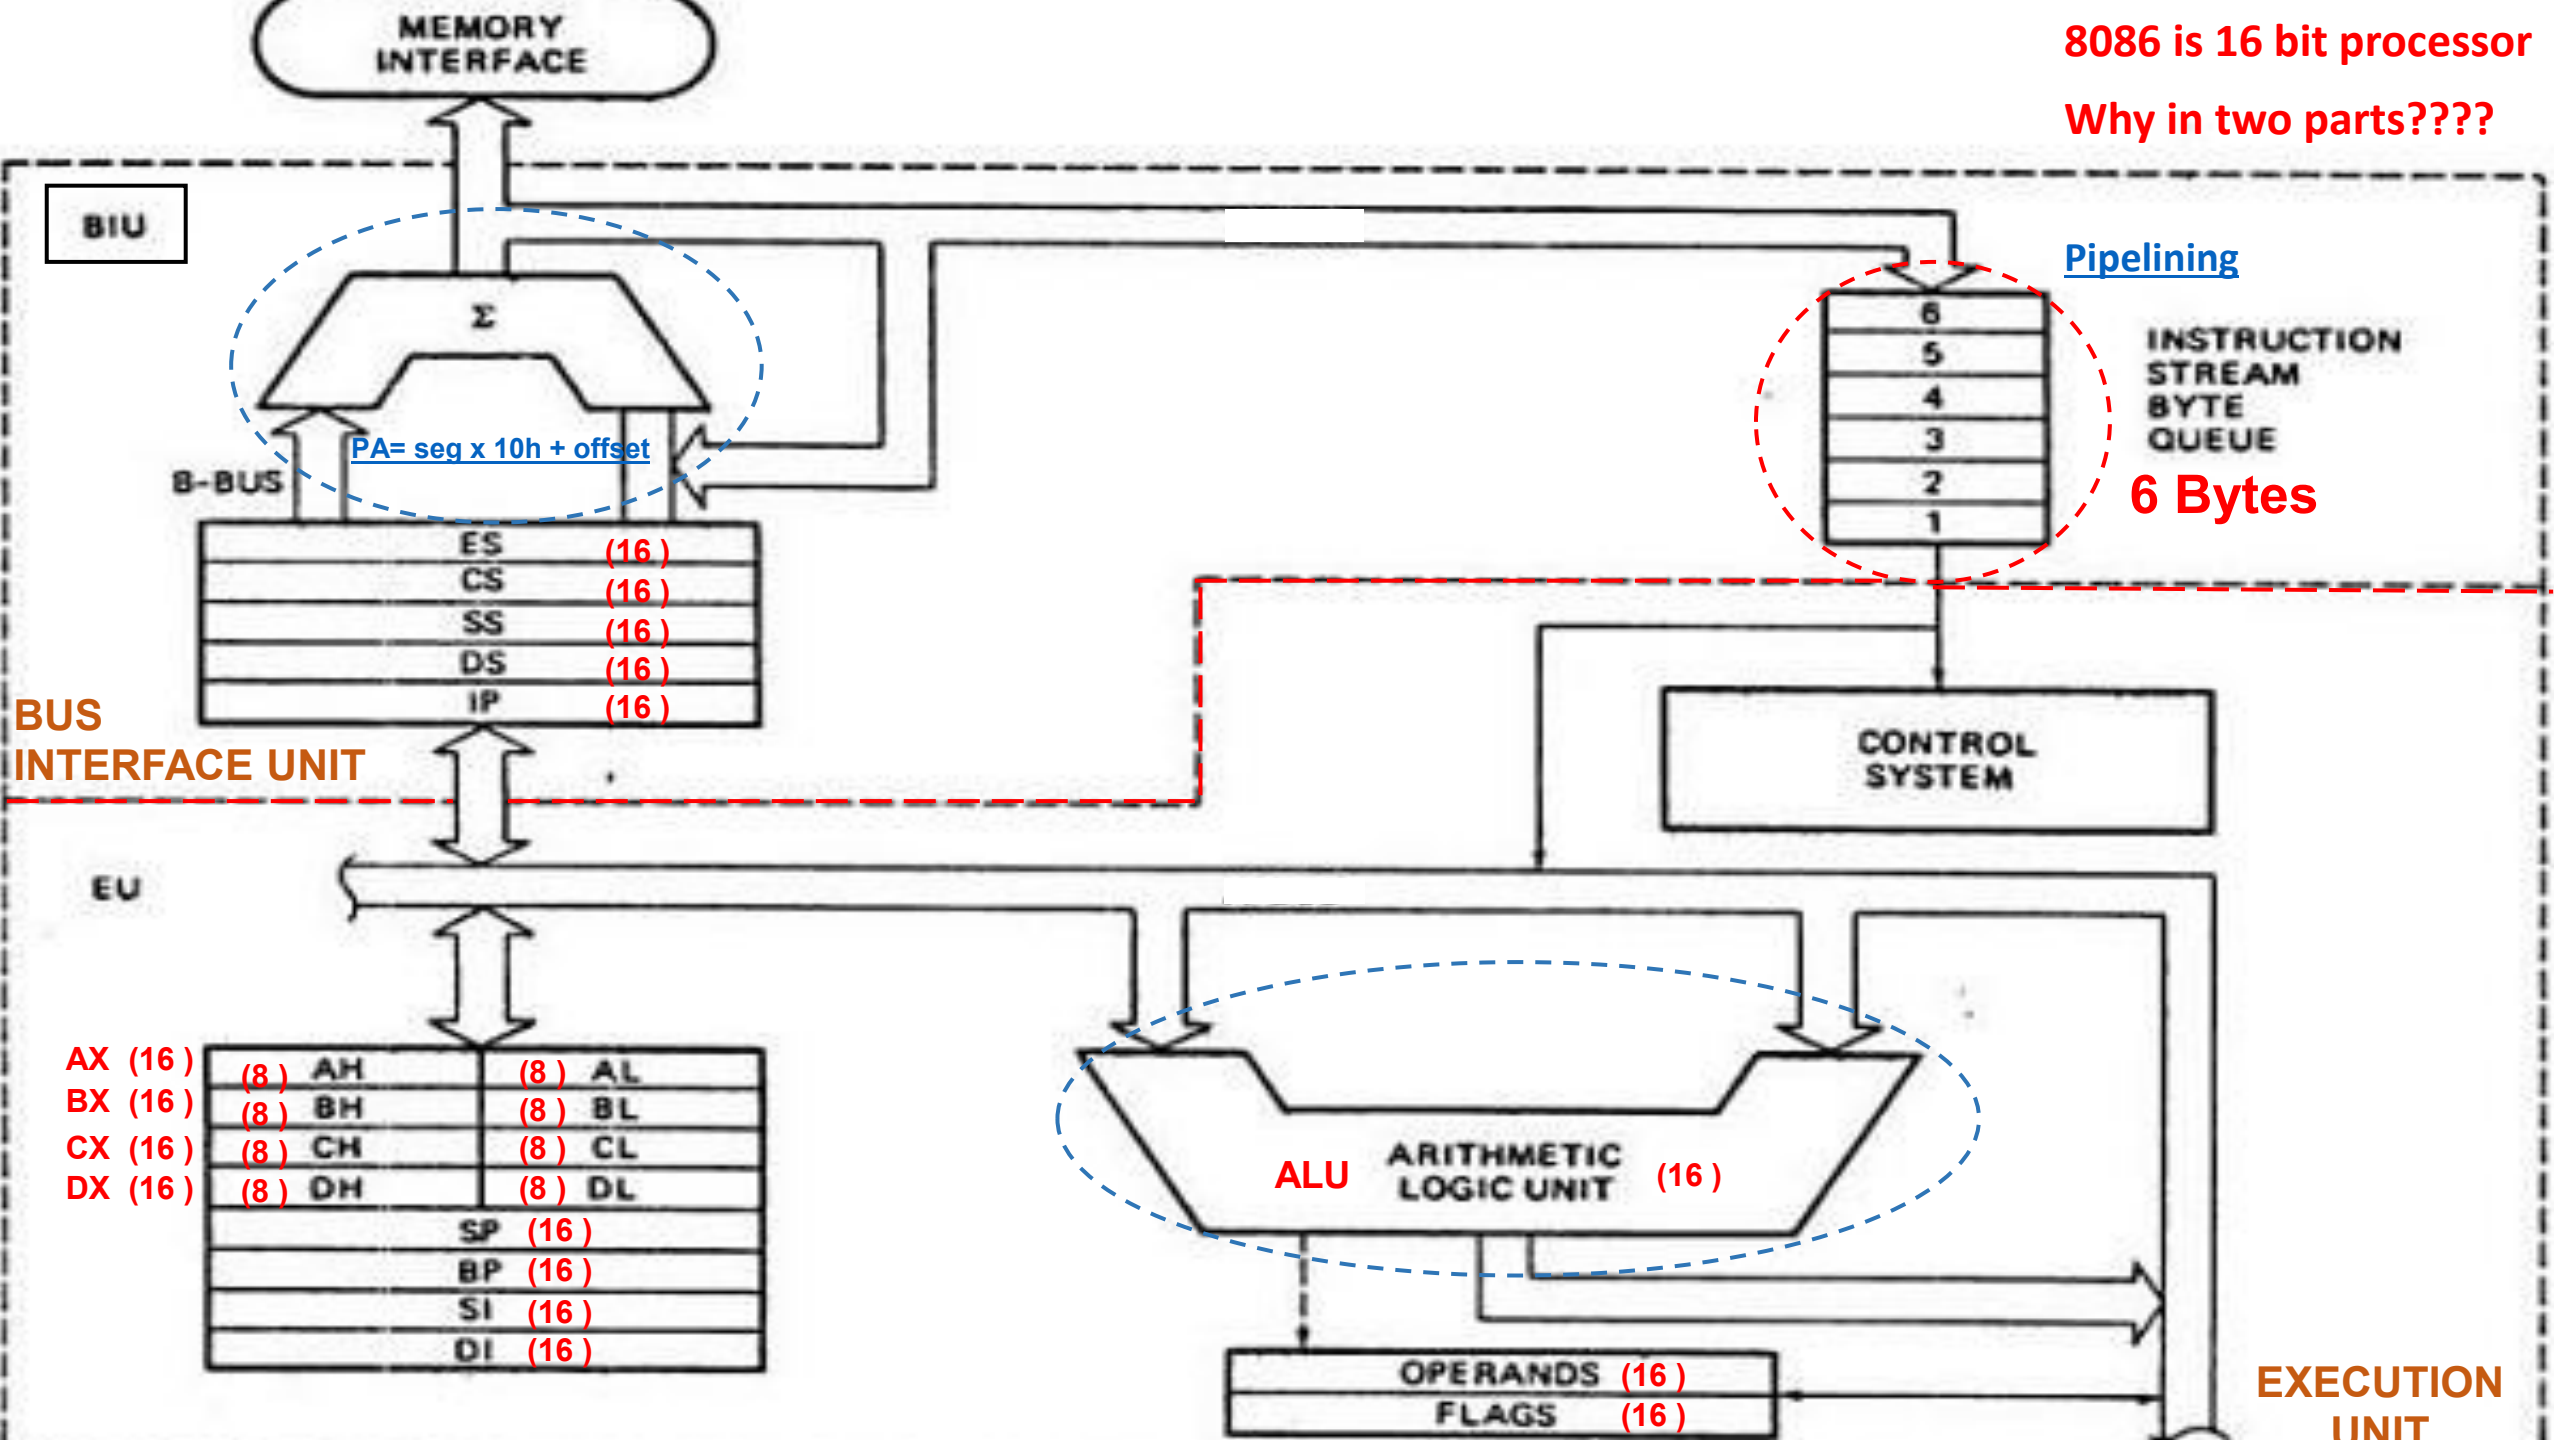 MEMORY
INTERFACE
8086 is 16 bit processor
Why in two parts????
BIU
Pipelining
Σ
6
5
4
3
2
1
INSTRUCTION
STREAM
BYTE
QUEUE
6 Bytes
PA= seg x 10h + offset
B-BUS
ES (16 )
CS (16 )
SS (16 )
DS (16 )
IP (16 )
BUS
INTERFACE UNIT
CONTROL
SYSTEM
EU
AX (16 ) (8 ) AH (8 ) AL
BX (16 ) (8 ) BH (8 ) BL
CX (16 ) (8 ) CH (8 ) CL
DX (16 ) (8 ) DH (8 ) DL
SP (16 )
BP (16 )
SI (16 )
DI (16 )
ALU ARITHMETIC
LOGIC UNIT (16 )
OPERANDS (16 )
FLAGS (16 )
EXECUTION
UNIT